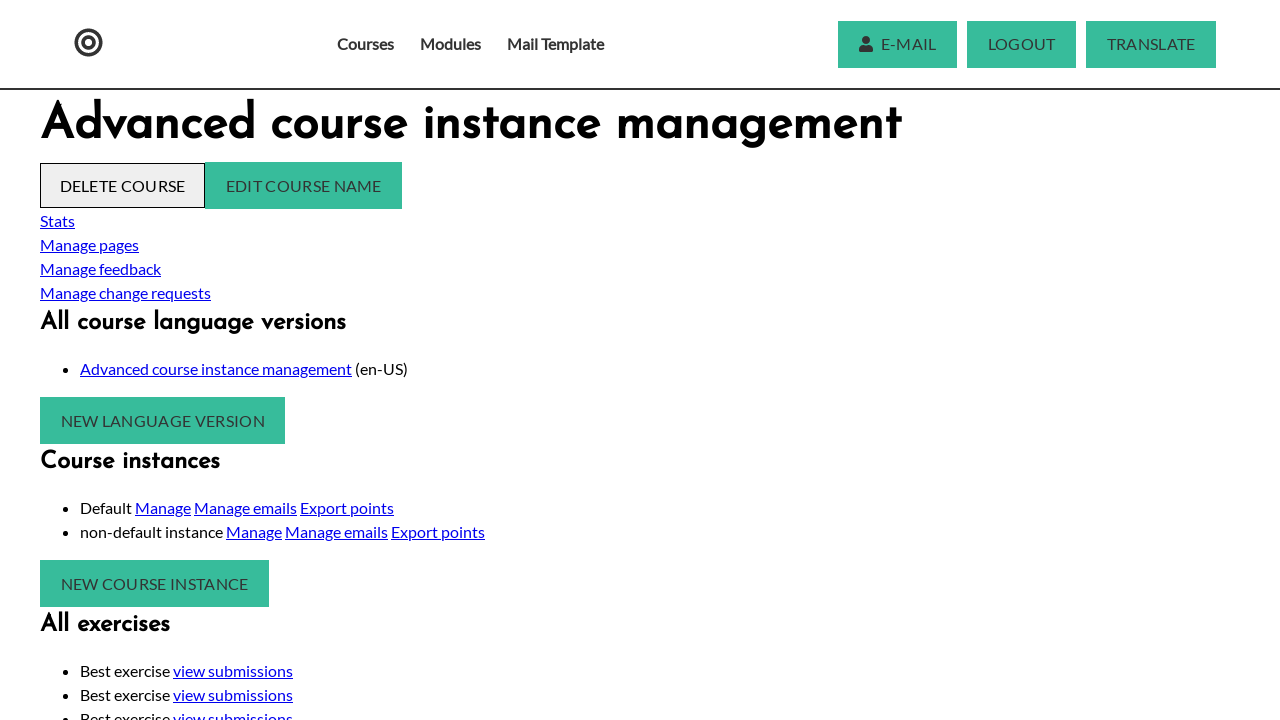 Courses Modules Mail Template E-MAIL LOGOUT TRANSLATE
Advanced course instance management
DELETE COURSE EDIT COURSE NAME
Stats
Manage pages
Manage feedback
Manage change requests
All course language versions
Advanced course instance management (en-US)
NEW LANGUAGE VERSION
Course instances
Default Manage Manage emails Export points
non-default instance Manage Manage emails Export points
NEW COURSE INSTANCE
All exercises
Best exercise view submissions
Best exercise view submissions
Best exercise view submissions